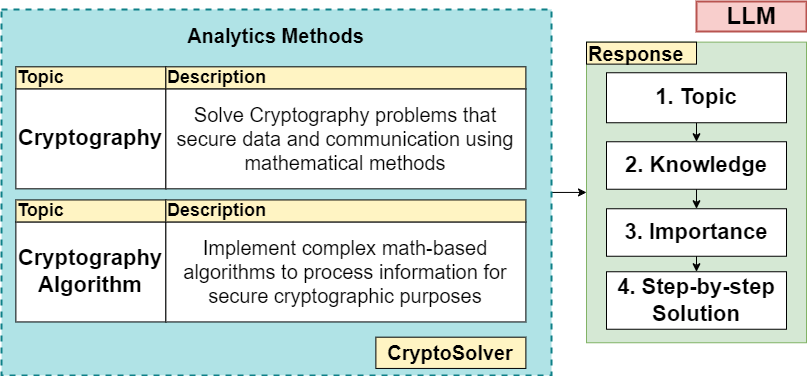 Analytics Methods
Topic Description
Cryptography
Solve Cryptography problems that
secure data and communication using
mathematical methods
Topic Description
Cryptography
Algorithm
Implement complex math-based
algorithms to process information for
secure cryptographic purposes
CryptoSolver
LLM
Response
1. Topic
2. Knowledge
3. Importance
4. Step-by-step
Solution